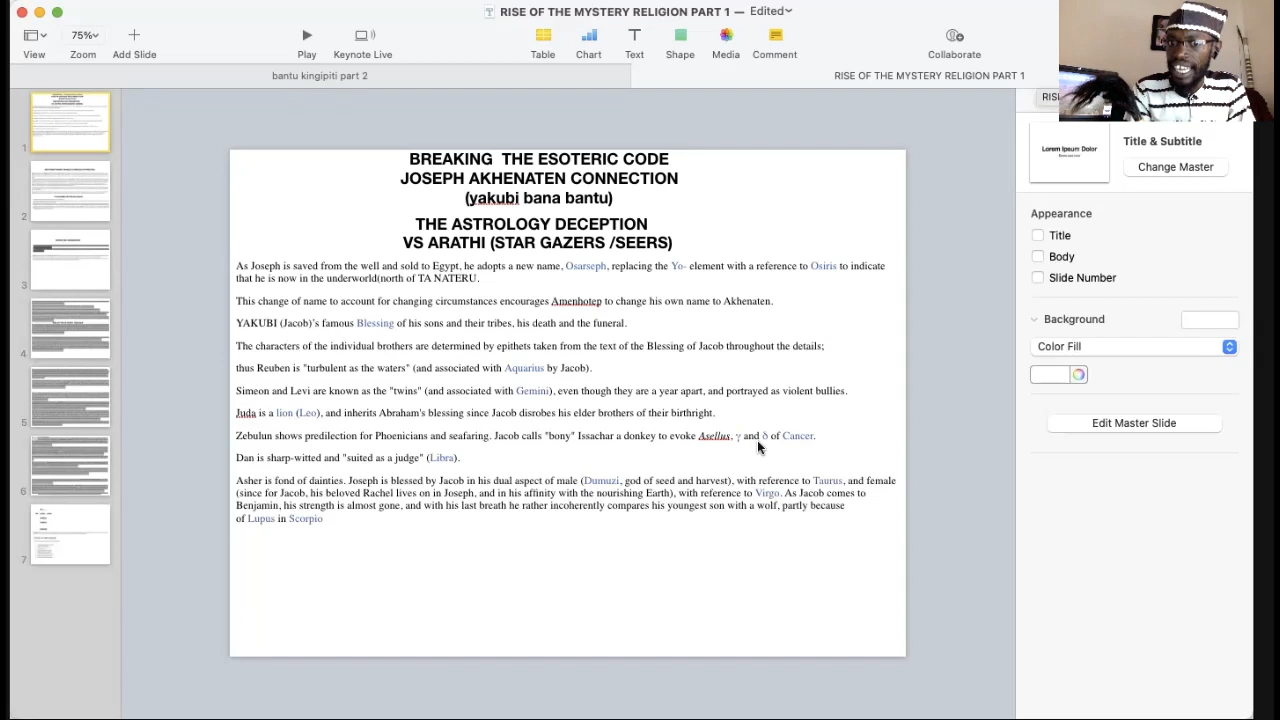 RISE OF THE MYSTERY RELIGION PART 1 — Edited
75%
View
Zoom
Add Slide
Play
Keynote Live
Table
Chart
Text
Shape
Media
Comment
Collaborate
bantu kingipiti part 2
RISE OF THE MYSTERY RELIGION PART 1
RIS
1
2
3
4
5
6
7
BREAKING THE ESOTERIC CODE
JOSEPH AKHENATEN CONNECTION
(yakubi bana bantu)
THE ASTROLOGY DECEPTION
VS ARATHI (STAR GAZERS /SEERS)
As Joseph is saved from the well and sold to Egypt, he adopts a new name, Osarseph, replacing the Yo- element with a reference to Osiris to indicate
that he is now in the underworld(north of TA NATERU.
This change of name to account for changing circumstances encourages Amenhotep to change his own name to Akhenaten.
YAKUBI (Jacob)'s famous Blessing of his sons and their tribes, his death and the funeral.
The characters of the individual brothers are determined by epithets taken from the text of the Blessing of Jacob throughout the details;
thus Reuben is "turbulent as the waters" (and associated with Aquarius by Jacob).
Simeon and Levi are known as the "twins" (and associated with Gemini), even though they are a year apart, and portrayed as violent bullies.
Juda is a lion (Leo), and inherits Abraham's blessing since Jacob disrobes his elder brothers of their birthright.
Zebulun shows predilection for Phoenicians and seafaring. Jacob calls "bony" Issachar a donkey to evoke Asellus, γ and δ of Cancer.
Dan is sharp-witted and "suited as a judge" (Libra).
Asher is fond of dainties. Joseph is blessed by Jacob in his dual aspect of male (Dumuzi, god of seed and harvest), with reference to Taurus, and female
(since for Jacob, his beloved Rachel lives on in Joseph, and in his affinity with the nourishing Earth), with reference to Virgo. As Jacob comes to
Benjamin, his strength is almost gone, and with his last breath he rather incoherently compares his youngest son with a wolf, partly because
of Lupus in Scorpio
Lorem Ipsum Dolor
Title & Subtitle
Change Master
Appearance
Title
Body
Slide Number
Background
Color Fill
Edit Master Slide